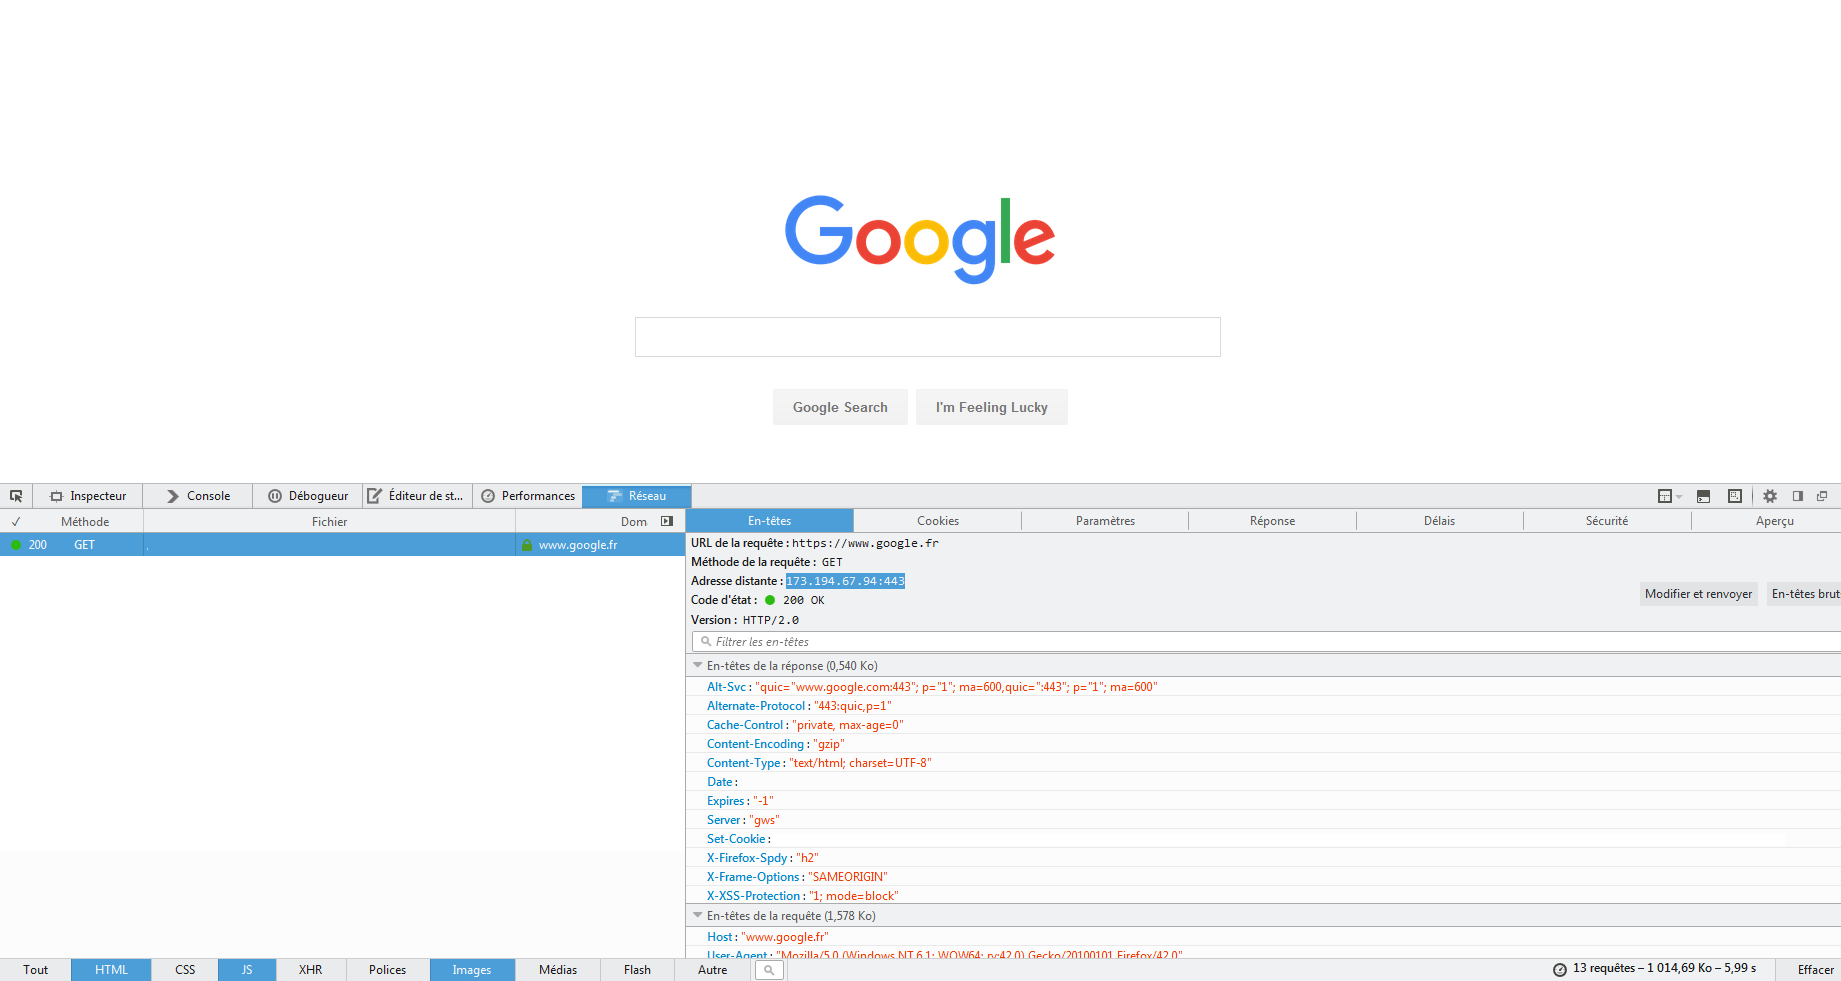 Google
Google Search
I'm Feeling Lucky
Inspecteur
Console
Débogueur
Éditeur de st...
Performances
Réseau
✓ Méthode Fichier Dom
200 GET www.google.fr
En-têtes Cookies Paramètres Réponse Délais Sécurité Aperçu
URL de la requête : https://www.google.fr
Méthode de la requête : GET
Adresse distante : 173.194.67.94:443
Code d'état : 200 OK
Modifier et renvoyer
En-têtes brut
Version : HTTP/2.0
Filtrer les en-têtes
En-têtes de la réponse (0,540 Ko)
Alt-Svc : "quic="www.google.com:443"; p="1"; ma=600,quic=":443"; p="1"; ma=600"
Alternate-Protocol : "443:quic,p=1"
Cache-Control : "private, max-age=0"
Content-Encoding : "gzip"
Content-Type : "text/html; charset=UTF-8"
Date :
Expires : "-1"
Server : "gws"
Set-Cookie :
X-Firefox-Spdy : "h2"
X-Frame-Options : "SAMEORIGIN"
X-XSS-Protection : "1; mode=block"
En-têtes de la requête (1,578 Ko)
Host : "www.google.fr"
User-Agent : "Mozilla/5.0 (Windows NT 6.1; WOW64; rv:42.0) Gecko/20100101 Firefox/42.0"
Tout HTML CSS JS XHR Polices Images Médias Flash Autre
13 requêtes – 1 014,69 Ko – 5,99 s
Effacer